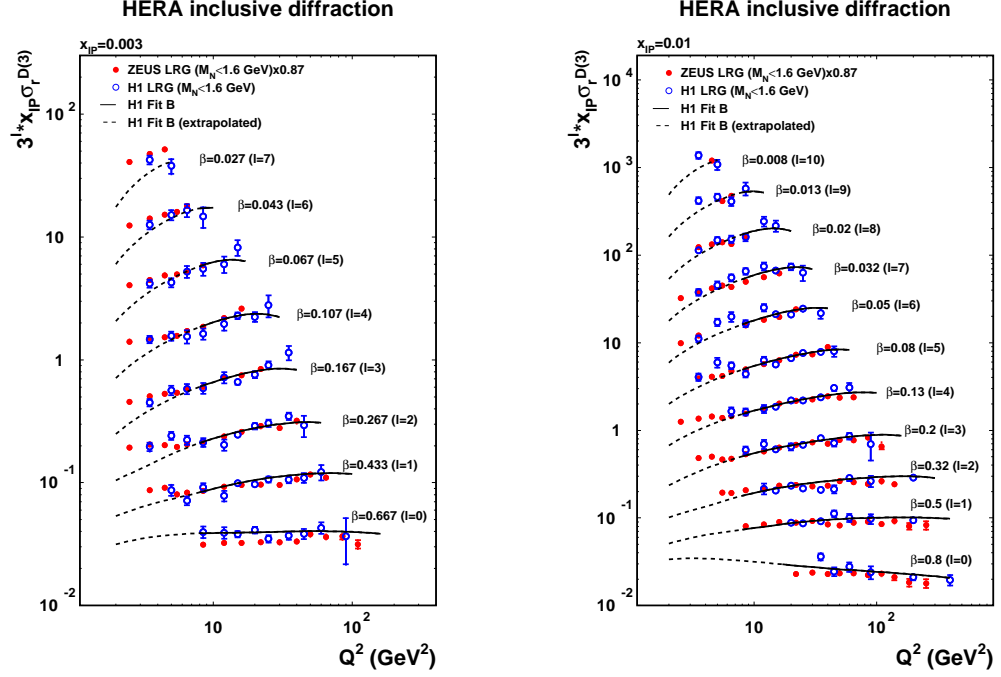 HERA inclusive diffraction
x_IP=0.003
ZEUS LRG (M_N<1.6 GeV)x0.87
H1 LRG (M_N<1.6 GeV)
H1 Fit B
H1 Fit B (extrapolated)
3^l*x_IP σ_r^D(3)
10^2
10
1
10^-1
10^-2
β=0.027 (l=7)
β=0.043 (l=6)
β=0.067 (l=5)
β=0.107 (l=4)
β=0.167 (l=3)
β=0.267 (l=2)
β=0.433 (l=1)
β=0.667 (l=0)
10
10^2
Q^2 (GeV^2)
HERA inclusive diffraction
x_IP=0.01
ZEUS LRG (M_N<1.6 GeV)x0.87
H1 LRG (M_N<1.6 GeV)
H1 Fit B
H1 Fit B (extrapolated)
3^l*x_IP σ_r^D(3)
10^4
10^3
10^2
10
1
10^-1
10^-2
β=0.008 (l=10)
β=0.013 (l=9)
β=0.02 (l=8)
β=0.032 (l=7)
β=0.05 (l=6)
β=0.08 (l=5)
β=0.13 (l=4)
β=0.2 (l=3)
β=0.32 (l=2)
β=0.5 (l=1)
β=0.8 (l=0)
10
10^2
Q^2 (GeV^2)